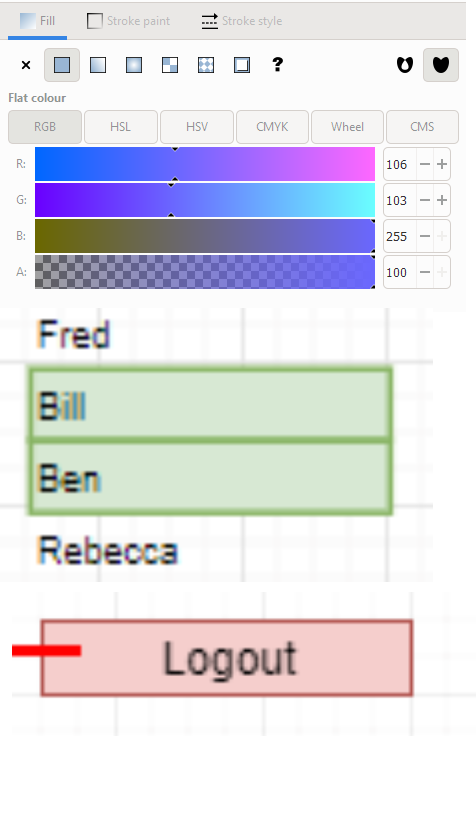 Fill Stroke paint Stroke style
?
Flat colour
RGB HSL HSV CMYK Wheel CMS
R: 106
G: 103
B: 255
A: 100
Fred
Bill
Ben
Rebecca
Logout